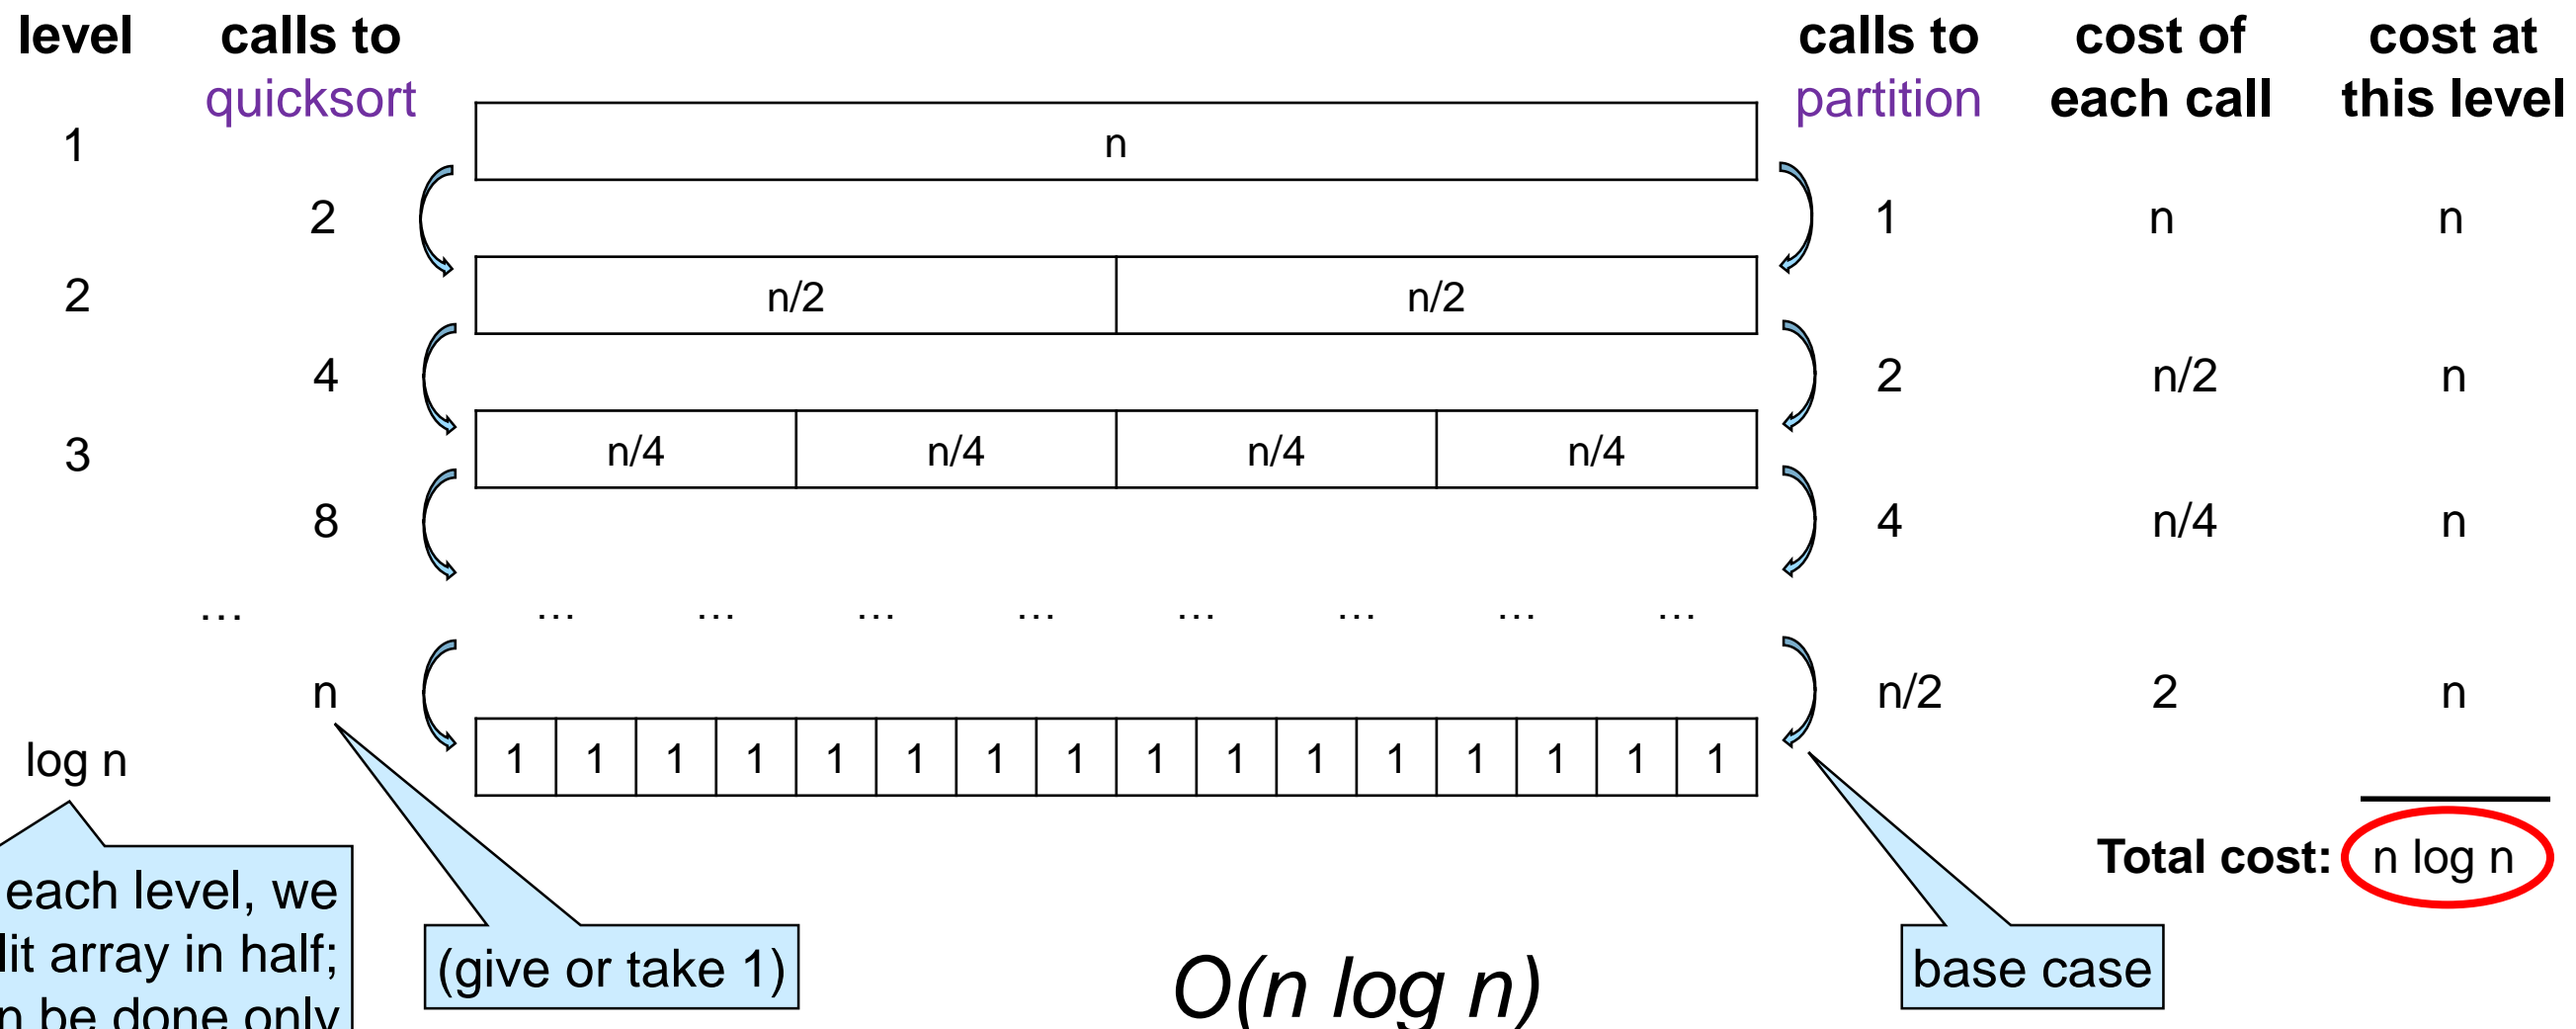 level calls to calls to cost of cost at
quicksort partition each call this level
1 n
2 1 n n
2 n/2 n/2
4 2 n/2 n
3 n/4 n/4 n/4 n/4
8 4 n/4 n
... ... ... ... ... ... ... ... ...
n n/2 2 n
log n 1 1 1 1 1 1 1 1 1 1 1 1 1 1 1 1
Total cost: n log n
each level, we
lit array in half;
n be done only
(give or take 1)
O(n log n)
base case